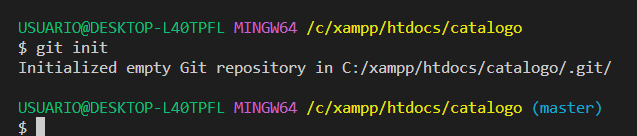 USUARIO@DESKTOP-L40TPFL MINGW64 /c/xampp/htdocs/catalogo
$ git init
Initialized empty Git repository in C:/xampp/htdocs/catalogo/.git/
USUARIO@DESKTOP-L40TPFL MINGW64 /c/xampp/htdocs/catalogo (master)
$